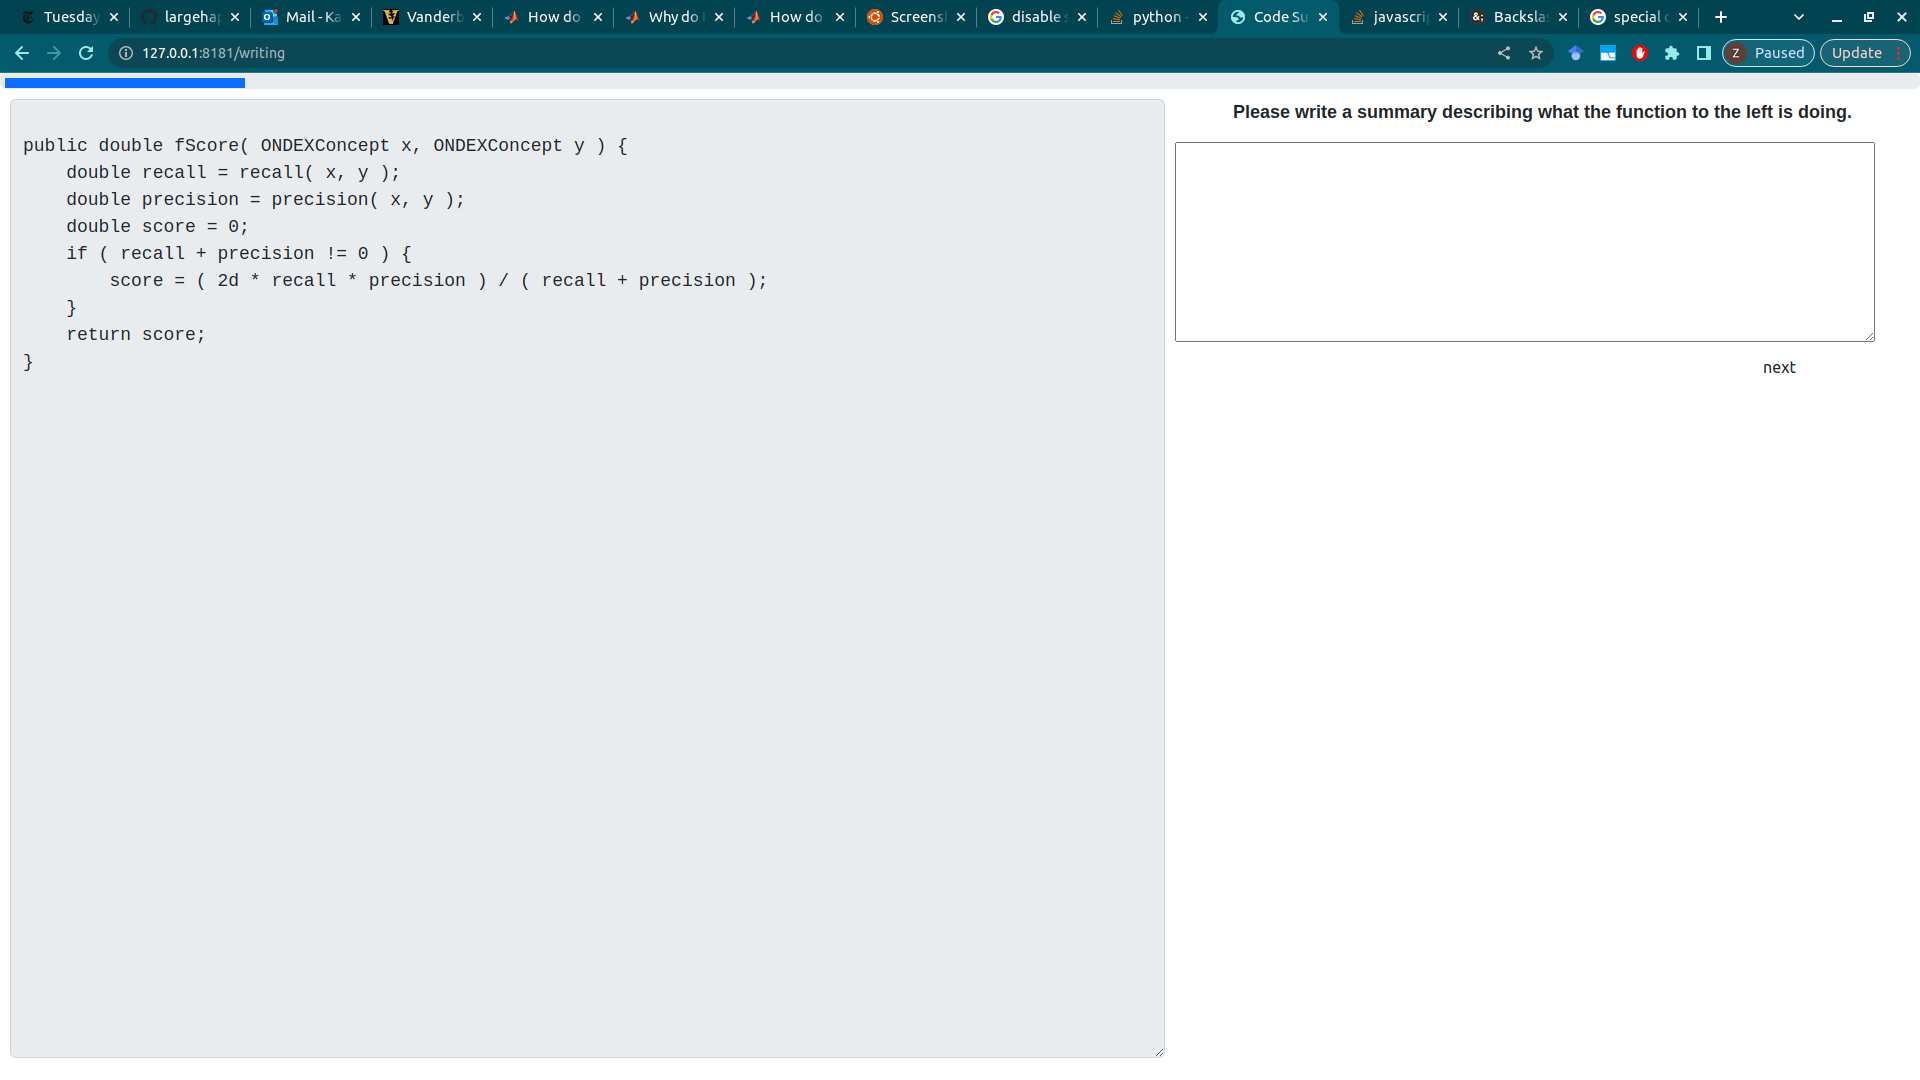 Tuesday
largeha
Mail - Ka
Vanderb
How do
Why do
How do
Screens
disable s
python -
Code Su
javascri
Backsla
special c
127.0.0.1:8181/writing
Z Paused
Update
Please write a summary describing what the function to the left is doing.
public double fScore( ONDEXConcept x, ONDEXConcept y ) {
    double recall = recall( x, y );
    double precision = precision( x, y );
    double score = 0;
    if ( recall + precision != 0 ) {
        score = ( 2d * recall * precision ) / ( recall + precision );
    }
    return score;
}
next